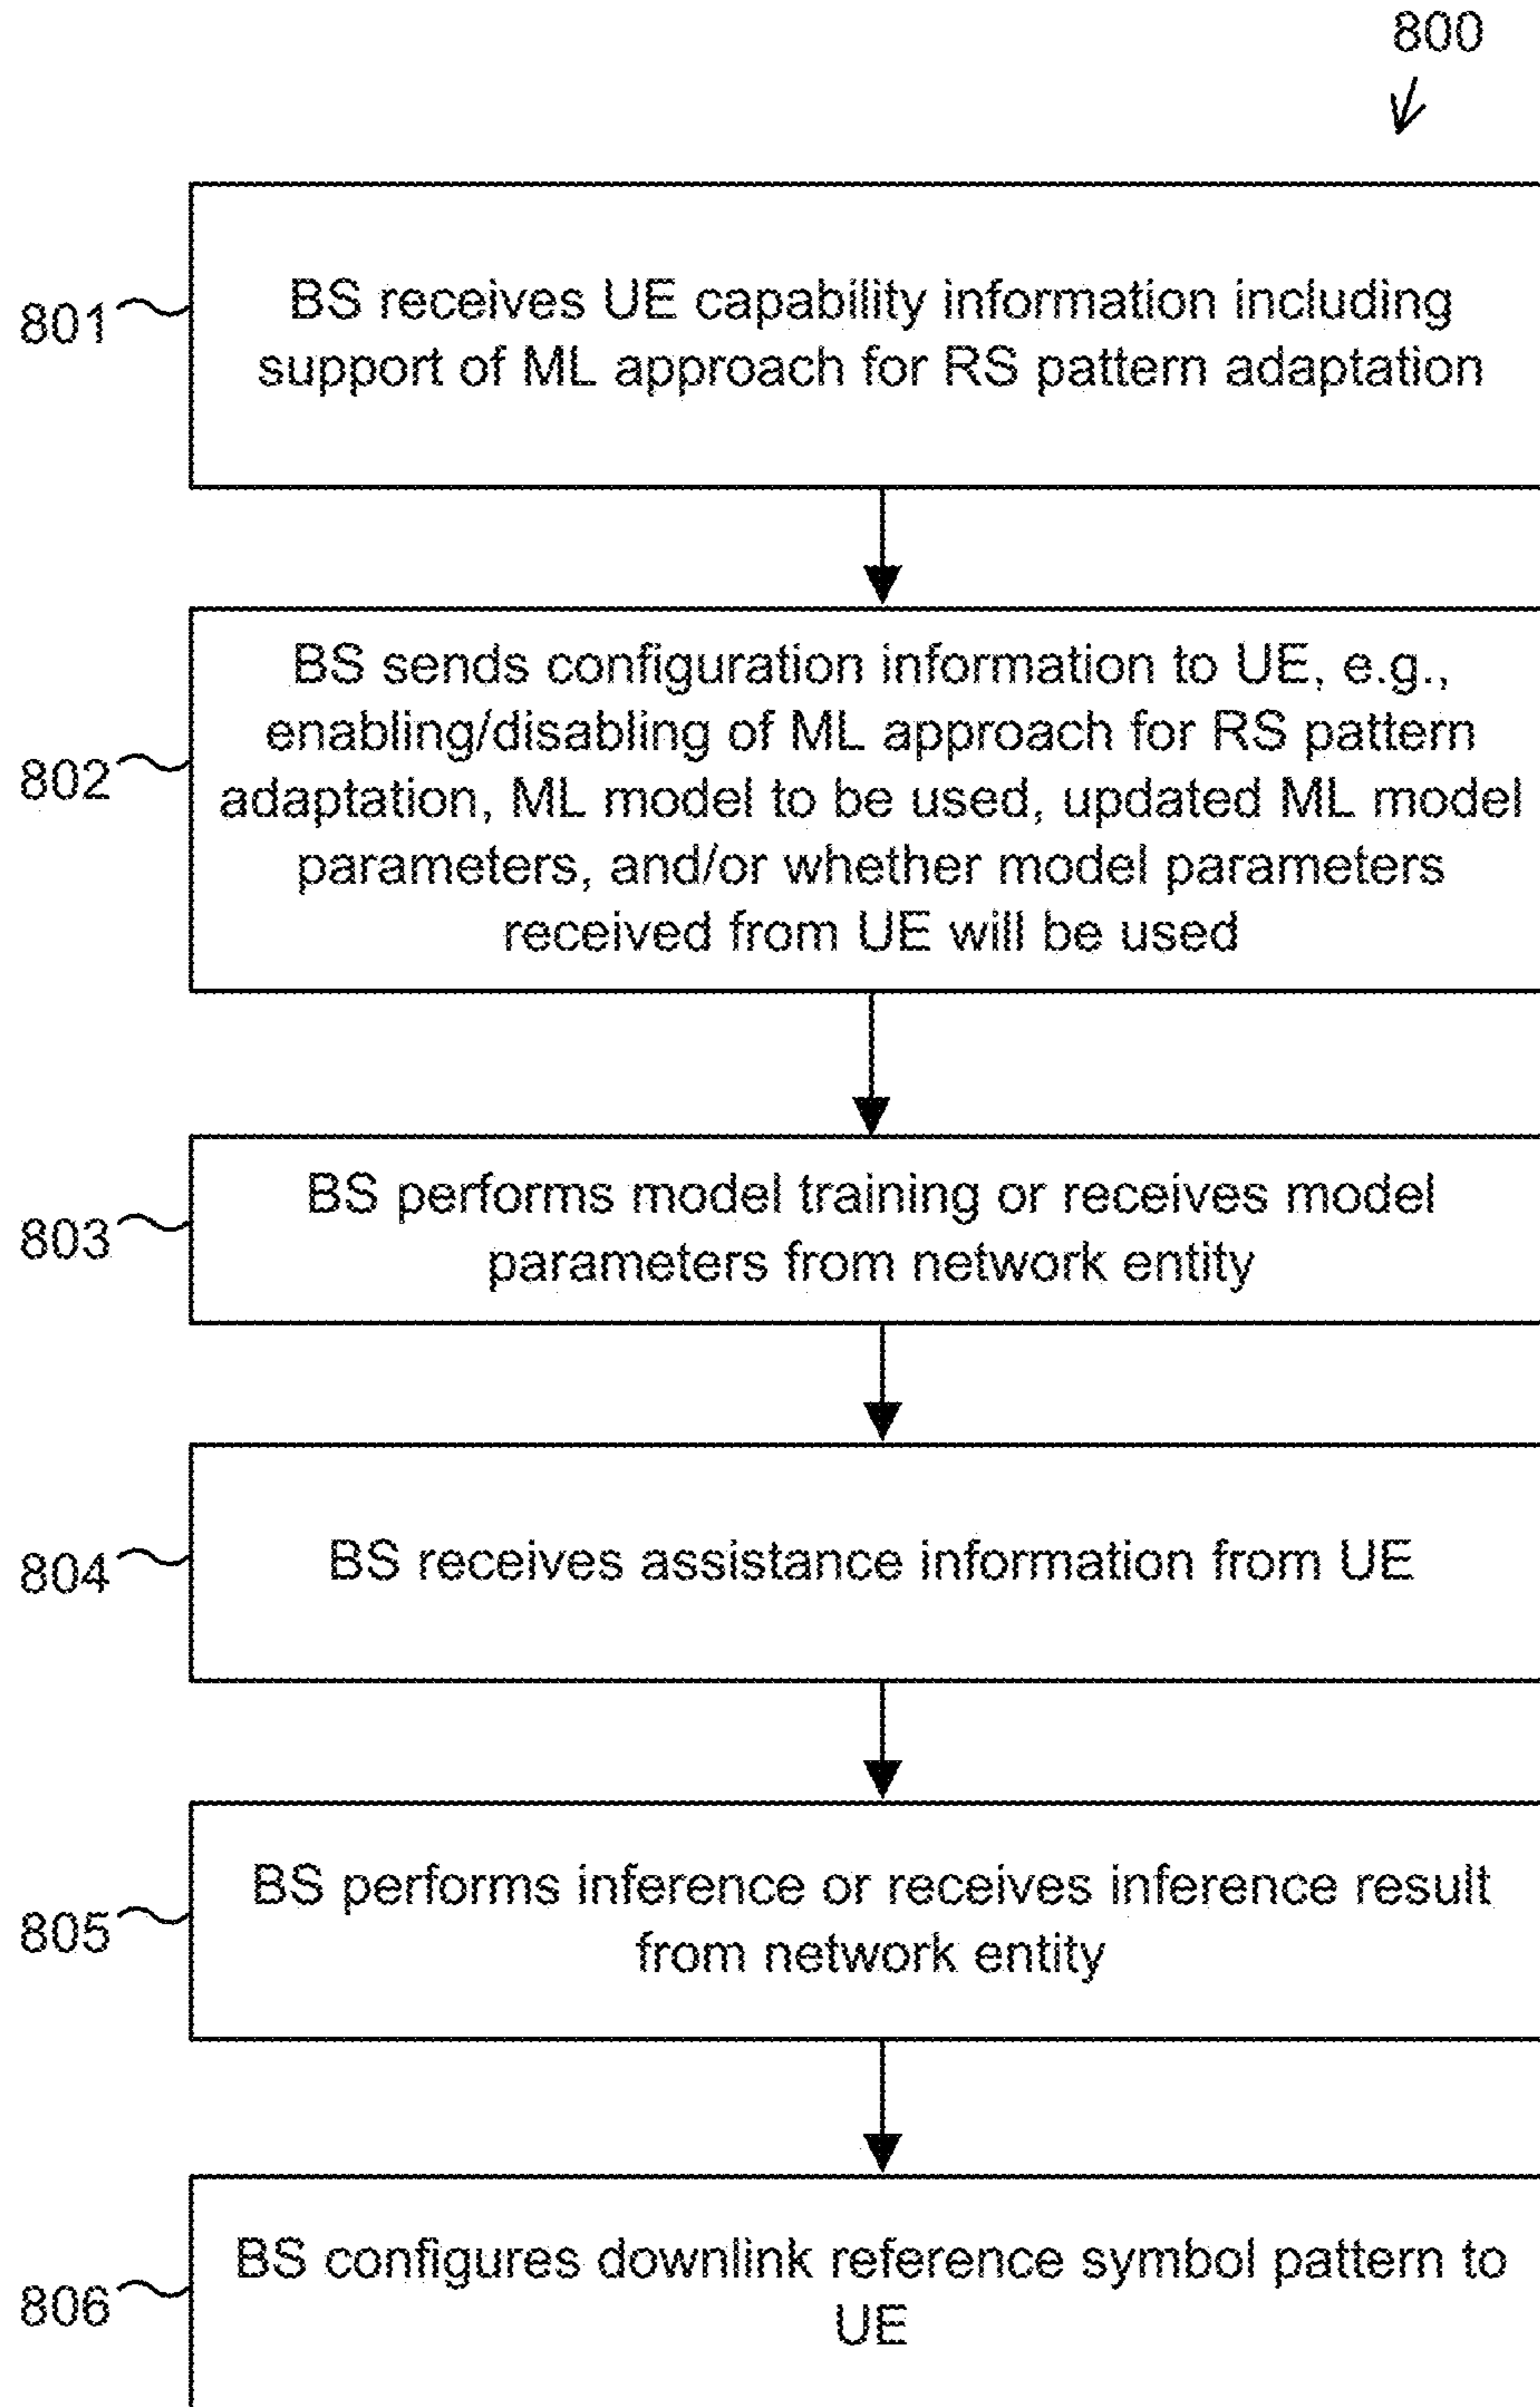 800
801
BS receives UE capability information including
support of ML approach for RS pattern adaptation
802
BS sends configuration information to UE, e.g.,
enabling/disabling of ML approach for RS pattern
adaptation, ML model to be used, updated ML model
parameters, and/or whether model parameters
received from UE will be used
803
BS performs model training or receives model
parameters from network entity
804
BS receives assistance information from UE
805
BS performs inference or receives inference result
from network entity
806
BS configures downlink reference symbol pattern to
UE